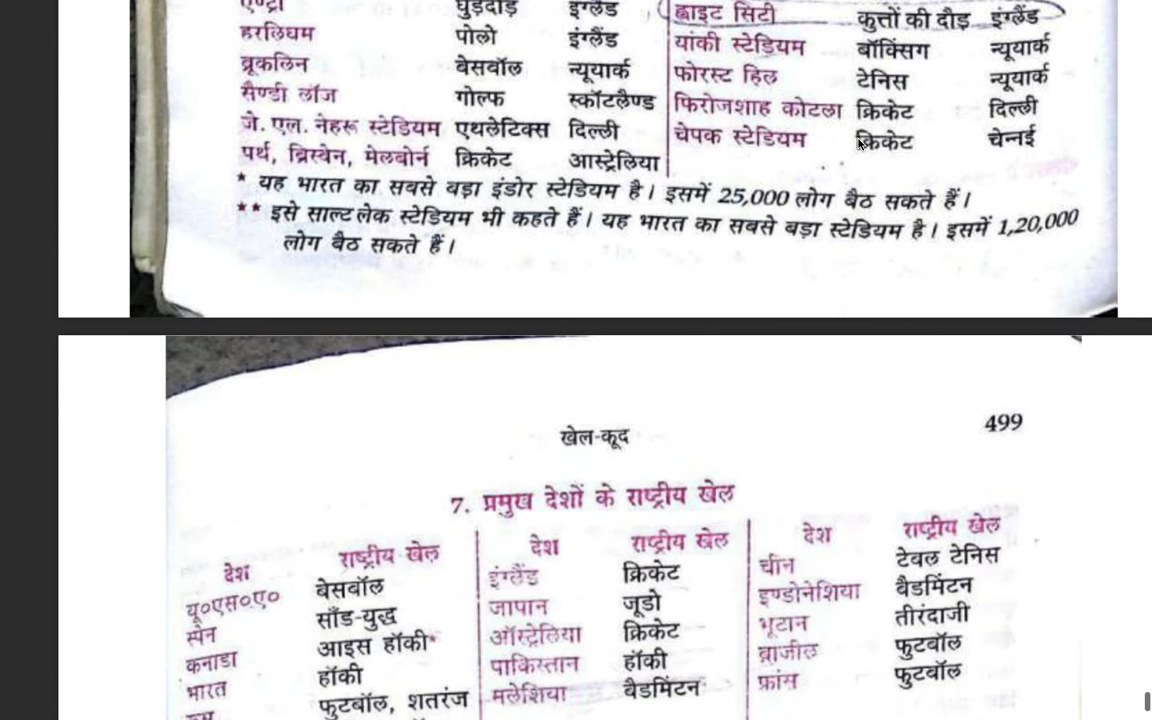 घुड़दौड़ इंग्लैंड
हरलिंघम पोलो इंग्लैंड
ब्रूकलिन बेसबॉल न्यूयार्क
सैण्डी लॉज गोल्फ स्कॉटलैण्ड
जे. एल. नेहरू स्टेडियम एथलेटिक्स दिल्ली
पर्थ, ब्रिस्बेन, मेलबोर्न क्रिकेट आस्ट्रेलिया
ह्वाइट सिटी कुत्तों की दौड़ इंग्लैंड
यांकी स्टेडियम बॉक्सिंग न्यूयार्क
फोरस्ट हिल टेनिस न्यूयार्क
फिरोजशाह कोटला क्रिकेट दिल्ली
चेपक स्टेडियम क्रिकेट चेन्नई
* यह भारत का सबसे बड़ा इंडोर स्टेडियम है। इसमें 25,000 लोग बैठ सकते हैं।
** इसे साल्ट लेक स्टेडियम भी कहते हैं। यह भारत का सबसे बड़ा स्टेडियम है। इसमें 1,20,000
लोग बैठ सकते हैं।
खेल-कूद 499
7. प्रमुख देशों के राष्ट्रीय खेल
देश राष्ट्रीय खेल
यू०एस०ए० बेसबॉल
स्पेन साँड-युद्ध
कनाडा आइस हॉकी*
भारत हॉकी
फुटबॉल, शतरंज
देश राष्ट्रीय खेल
इंग्लैंड क्रिकेट
जापान जूडो
ऑस्ट्रेलिया क्रिकेट
पाकिस्तान हॉकी
मलेशिया बैडमिंटन
देश राष्ट्रीय खेल
चीन टेबल टेनिस
इण्डोनेशिया बैडमिंटन
भूटान तीरंदाजी
ब्राजील फुटबॉल
फ्रांस फुटबॉल